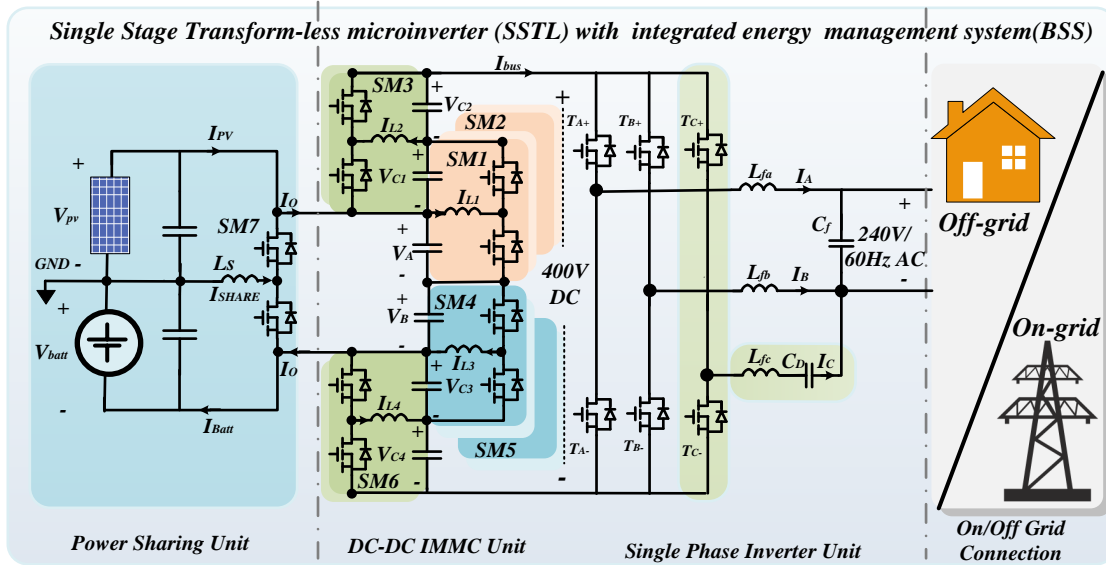 Single Stage Transform-less microinverter (SSTL) with integrated energy management system(BSS)
IPV
+
Vpv
-
GND
+
Vbatt
-
IBatt
SM7
LS
ISHARE
IO
IO
Power Sharing Unit
SM3
+
VC2
-
IL2
+
VC1
-
SM2
SM1
IL1
+
VA
-
+
VB
-
SM4
IL3
+
VC3
-
IL4
+
VC4
-
SM5
SM6
DC-DC IMMC Unit
Ibus
+
400V
DC
-
TA+
TB+
TC+
TA-
TB-
TC-
Lfa
IA
+
Cf
240V/
60Hz AC
Lfb
IB
-
Lfc
CD
IC
Single Phase Inverter Unit
Off-grid
On-grid
On/Off Grid
Connection